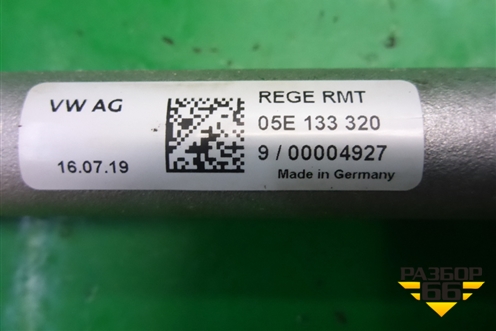 VW AG
16.07.19
REGE RMT
05E 133 320
9 / 00004927
Made in Germany
РАЗБОР
66